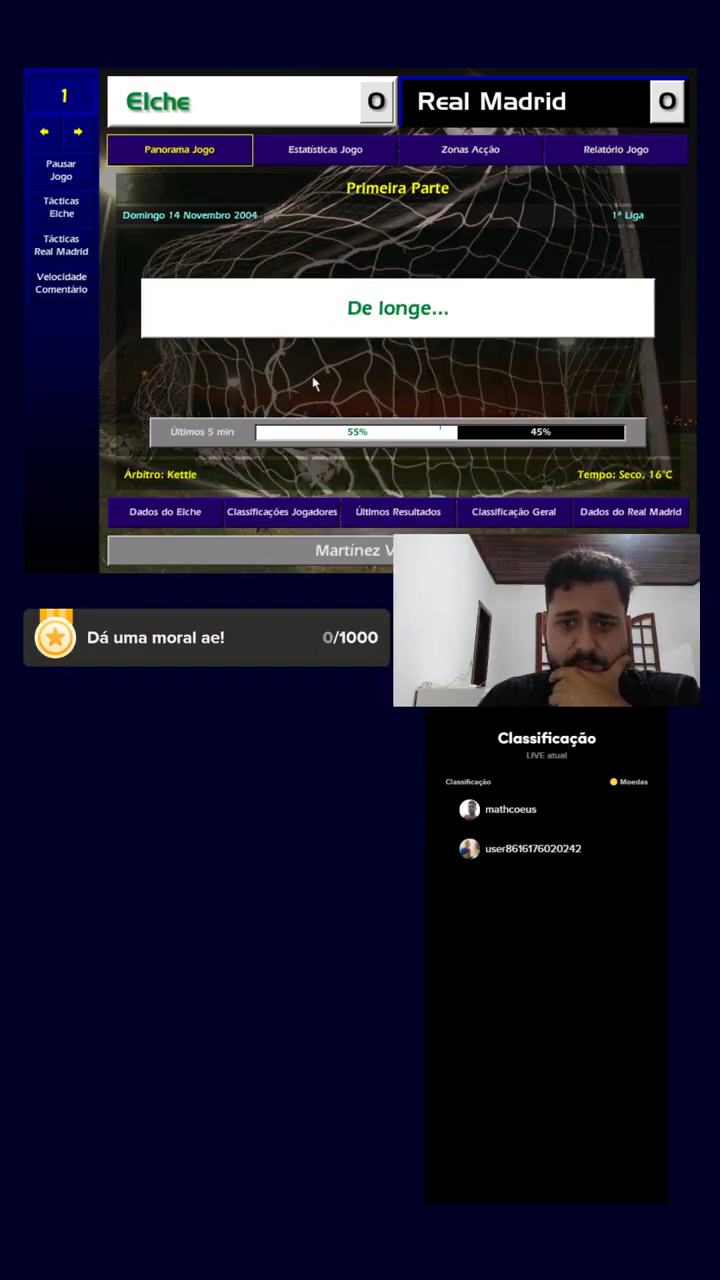 1
Elche 0 Real Madrid 0
Panorama Jogo Estatísticas Jogo Zonas Acção Relatório Jogo
Pausar
Jogo
Tácticas
Elche
Tácticas
Real Madrid
Velocidade
Comentário
Primeira Parte
Domingo 14 Novembro 2004 1ª Liga
De longe...
Últimos 5 min 55% 45%
Árbitro: Kettle Tempo: Seco, 16°C
Dados do Elche Classificações Jogadores Últimos Resultados Classificação Geral Dados do Real Madrid
Martínez
Dá uma moral ae! 0/1000
Classificação
LIVE atual
Classificação Moedas
mathcoeus
user8616176020242